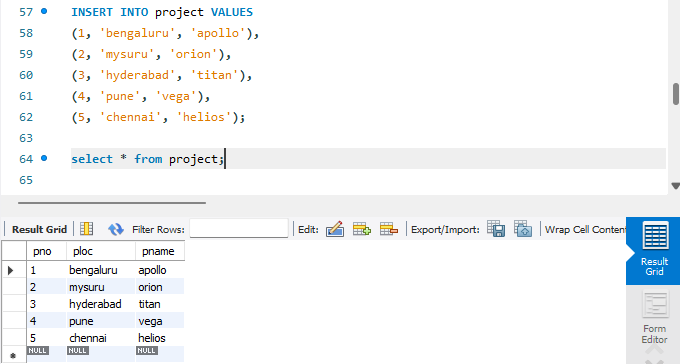 57 INSERT INTO project VALUES
58 (1, 'bengaluru', 'apollo'),
59 (2, 'mysuru', 'orion'),
60 (3, 'hyderabad', 'titan'),
61 (4, 'pune', 'vega'),
62 (5, 'chennai', 'helios');
63
64 select * from project;
65
Result Grid Filter Rows: Edit: Export/Import: Wrap Cell Conten
pno ploc pname
1 bengaluru apollo
2 mysuru orion
3 hyderabad titan
4 pune vega
5 chennai helios
NULL NULL NULL
Result
Grid
Form
Editor